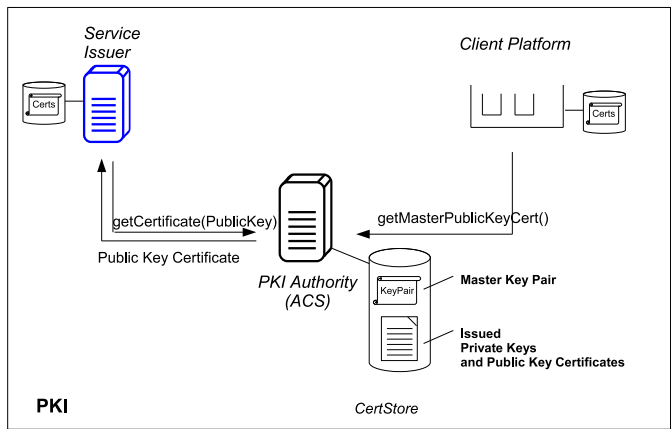 Service
Issuer
Client Platform
Certs
Certs
getCertificate(PublicKey)
Public Key Certificate
getMasterPublicKeyCert()
PKI Authority
(ACS)
KeyPair
Master Key Pair
Issued
Private Keys
and Public Key Certificates
PKI
CertStore